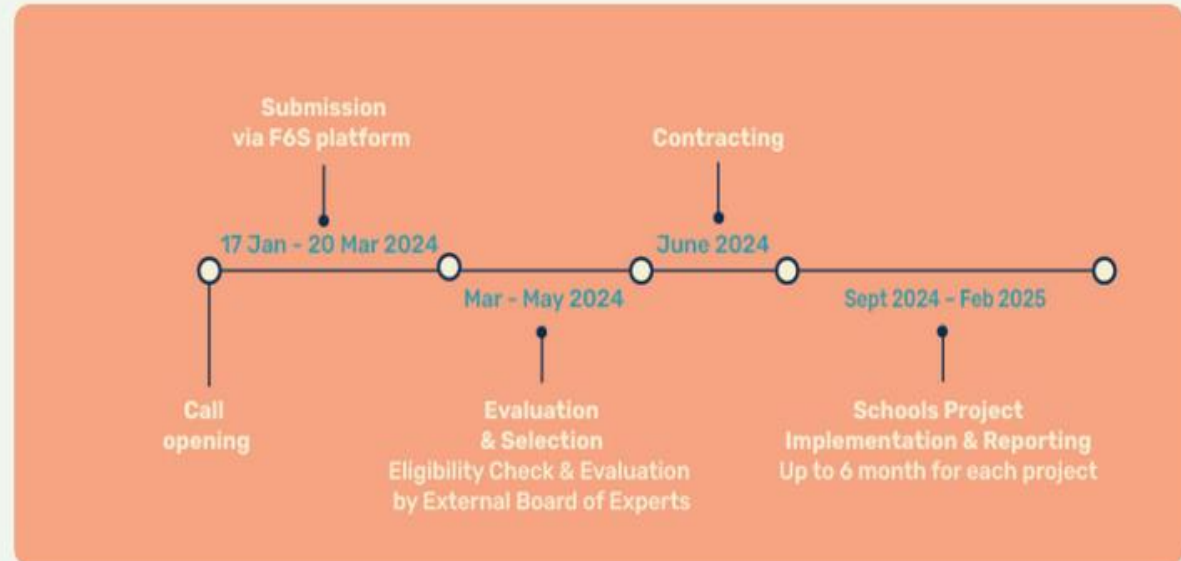 Submission
via F6S platform
Contracting
17 Jan - 20 Mar 2024
June 2024
Mar - May 2024
Sept 2024 - Feb 2025
Call
opening
Evaluation
& Selection
Eligibility Check & Evaluation
by External Board of Experts
Schools Project
Implementation & Reporting
Up to 6 month for each project